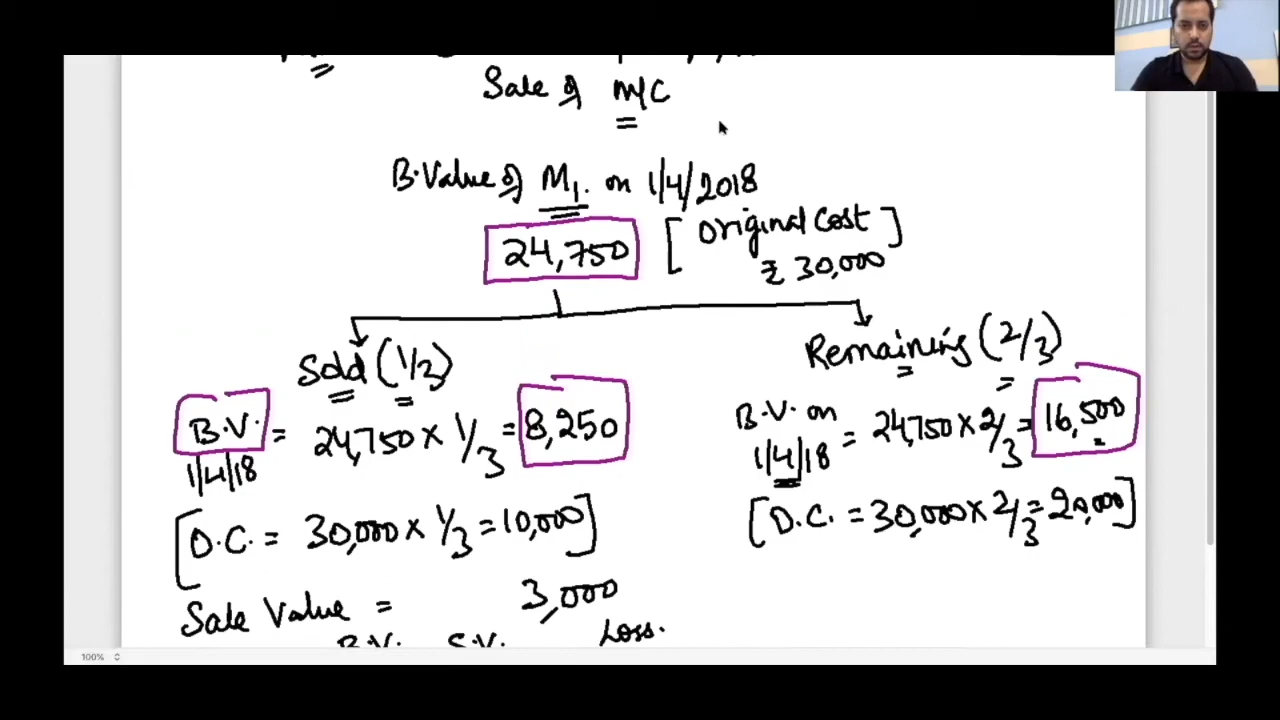 Sale of m/c
B.Value of M1. on 1/4/2018
24,750 [Original Cost
₹ 30,000]
Sold (1/3)
Remaining (2/3)
B.V. = 24,750 × 1/3 = 8,250
1/4/18
B.V. on
1/4/18 = 24,750 × 2/3 = 16,500
[O.C. = 30,000 × 1/3 = 10,000]
[O.C. = 30,000 × 2/3 = 20,000]
Sale Value = 3,000
B.V. S.V. Loss.
100%